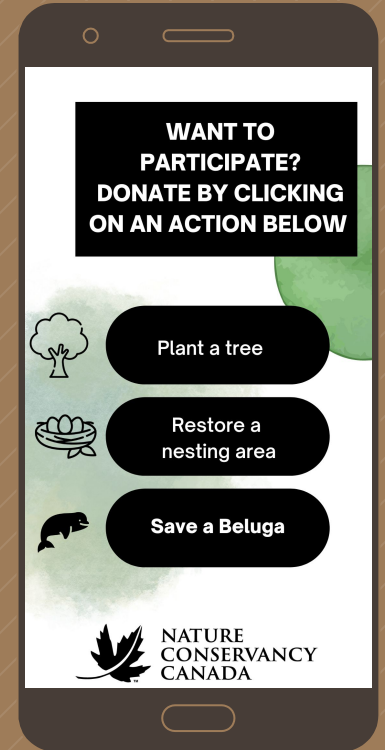 WANT TO
PARTICIPATE?
DONATE BY CLICKING
ON AN ACTION BELOW
Plant a tree
Restore a
nesting area
Save a Beluga
NATURE
CONSERVANCY
CANADA
TM